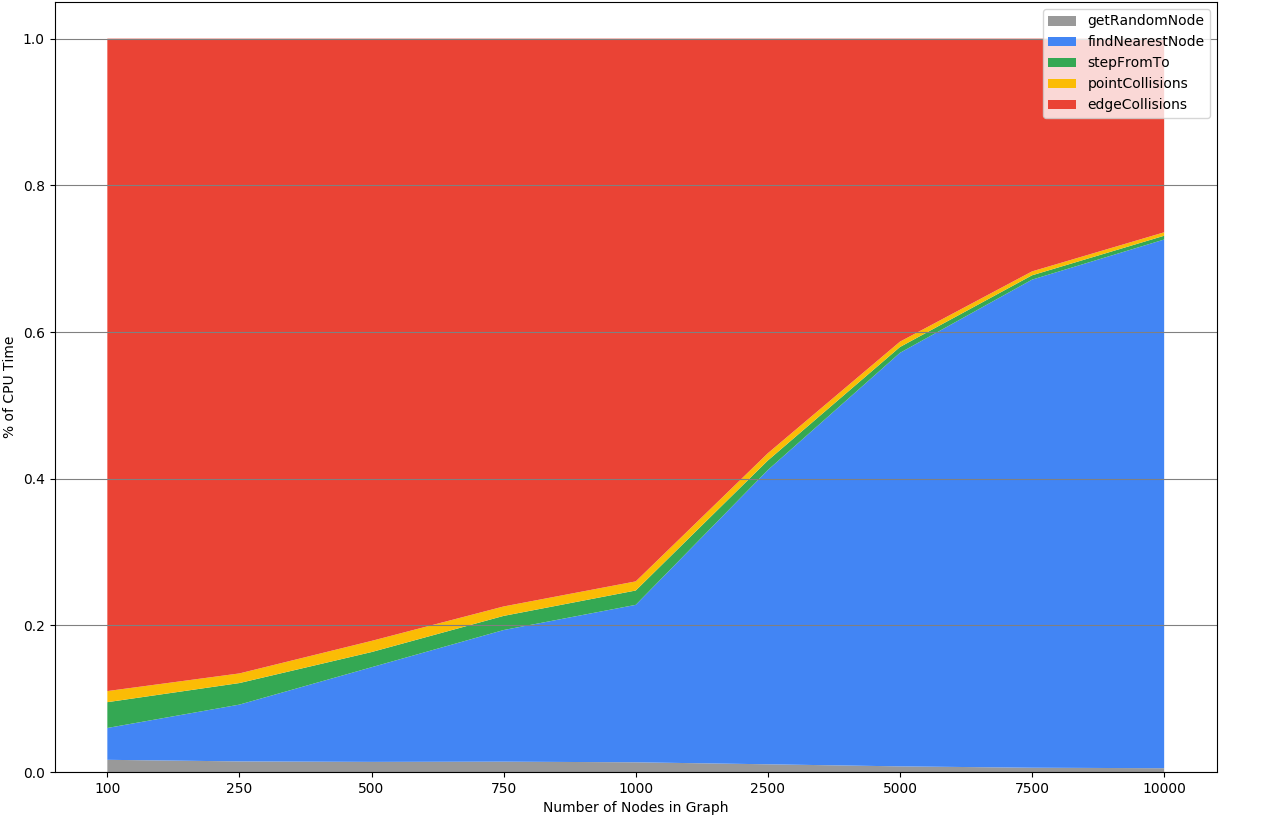 getRandomNode
findNearestNode
stepFromTo
pointCollisions
edgeCollisions
1.0
0.8
0.6
0.4
0.2
0.0
% of CPU Time
100 250 500 750 1000 2500 5000 7500 10000
Number of Nodes in Graph